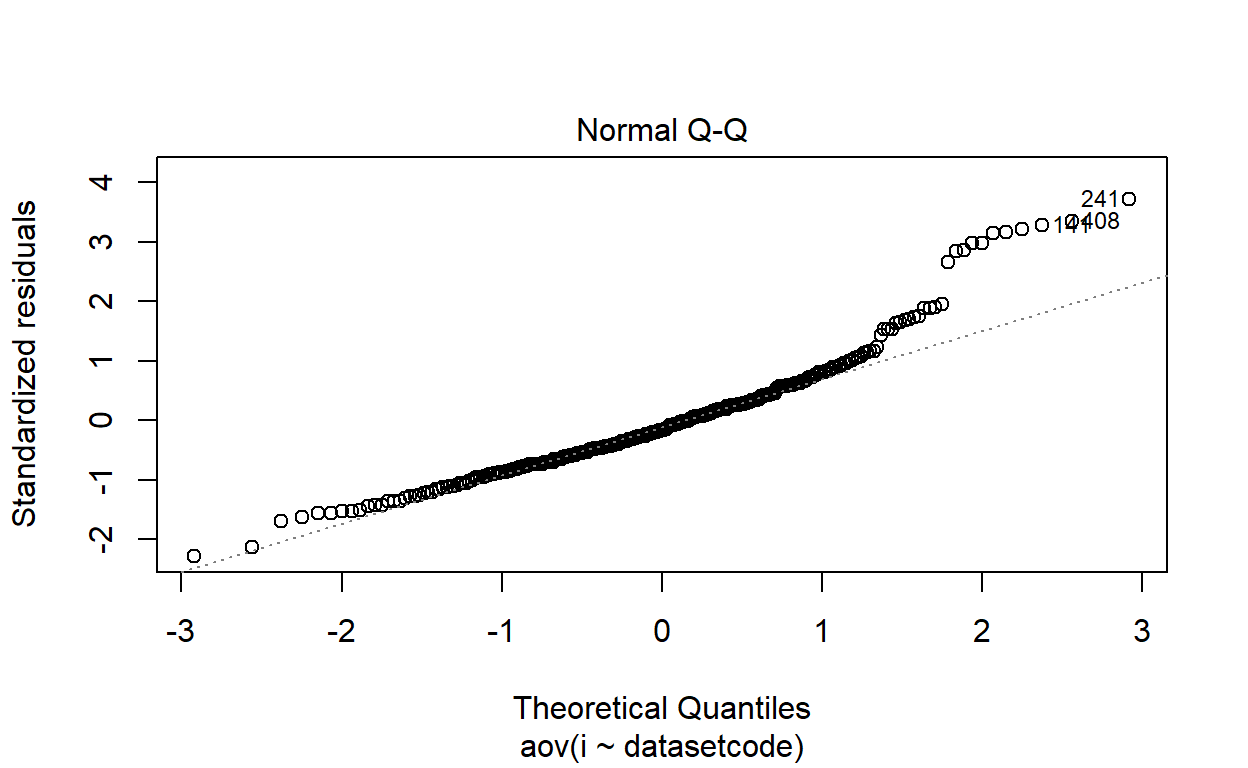 Normal Q-Q
Standardized residuals
4
3
2
1
0
-1
-2
241
141
408
-3 -2 -1 0 1 2 3
Theoretical Quantiles
aov(i ~ datasetcode)